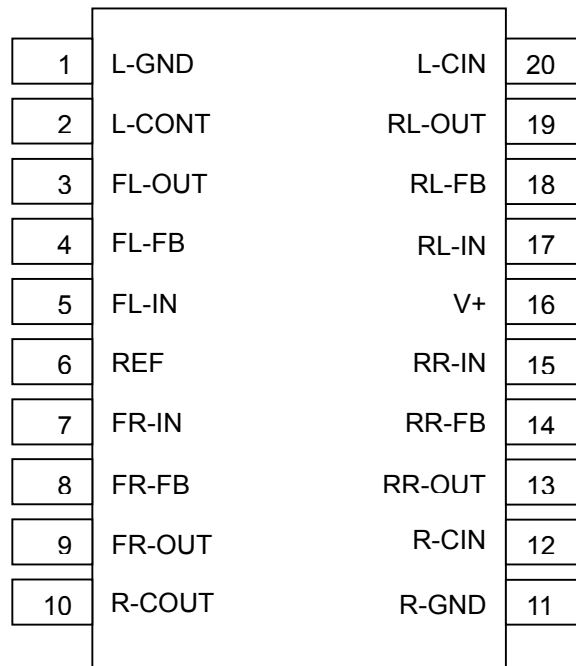 1 L-GND L-CIN 20
2 L-CONT RL-OUT 19
3 FL-OUT RL-FB 18
4 FL-FB RL-IN 17
5 FL-IN V+ 16
6 REF RR-IN 15
7 FR-IN RR-FB 14
8 FR-FB RR-OUT 13
9 FR-OUT R-CIN 12
10 R-COUT R-GND 11